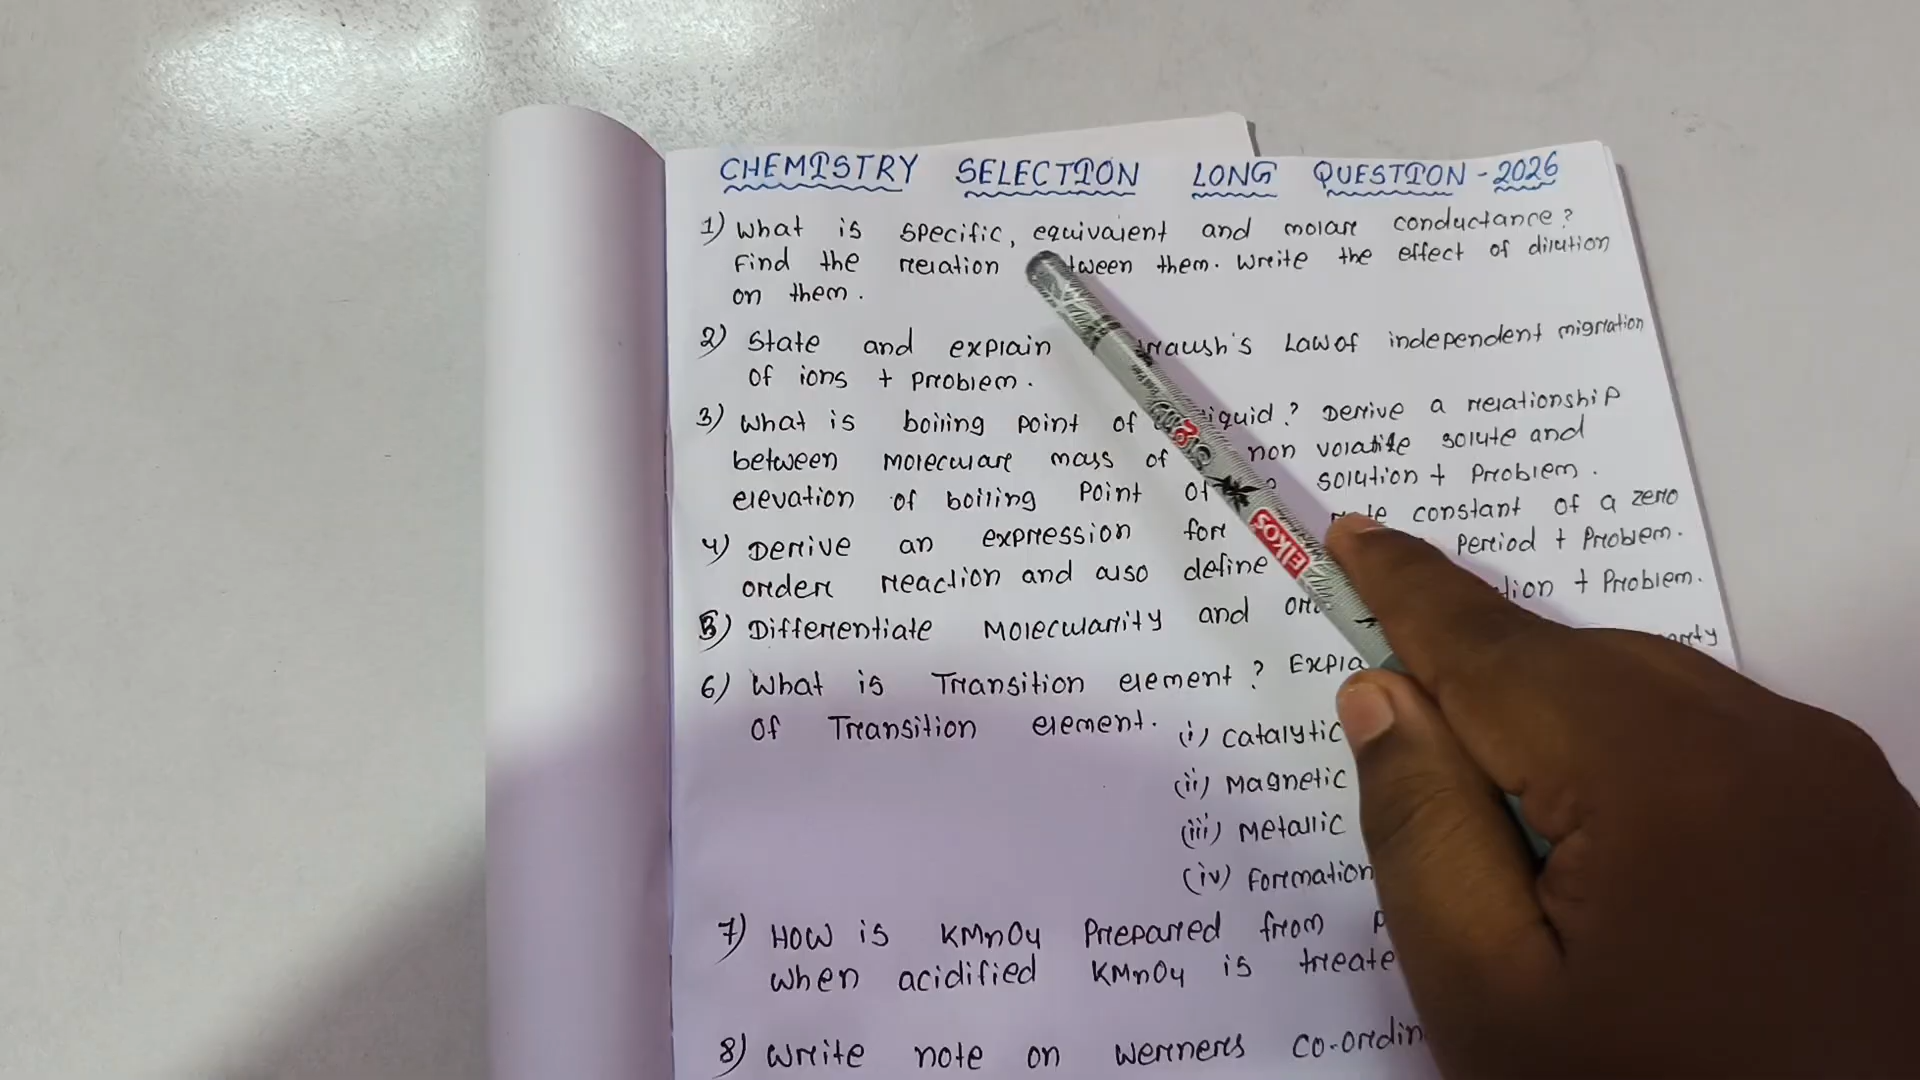 CHEMISTRY SELECTION LONG QUESTION - 2026
1) What is specific, equivalent and molar conductance?
Find the relation between them. Write the effect of dilution
on them.
2) State and explain Law of independent migration
of ions + Problem.
3) What is boiling point of liquid? Derive a relationship
between molecular mass of non volatile solute and
elevation of boiling point of solution + Problem.
4) Derive an expression for rate constant of a zero
order reaction and also define Period + Problem.
5) Differentiate Molecularity and + Problem.
6) What is Transition element?
of Transition element.
(i) Catalytic
(ii) Magnetic
(iii) Metallic
(iv) Formation
7) How is KMnO4 Prepared from
when acidified KMnO4 is
8) Write note on Werners
elkos